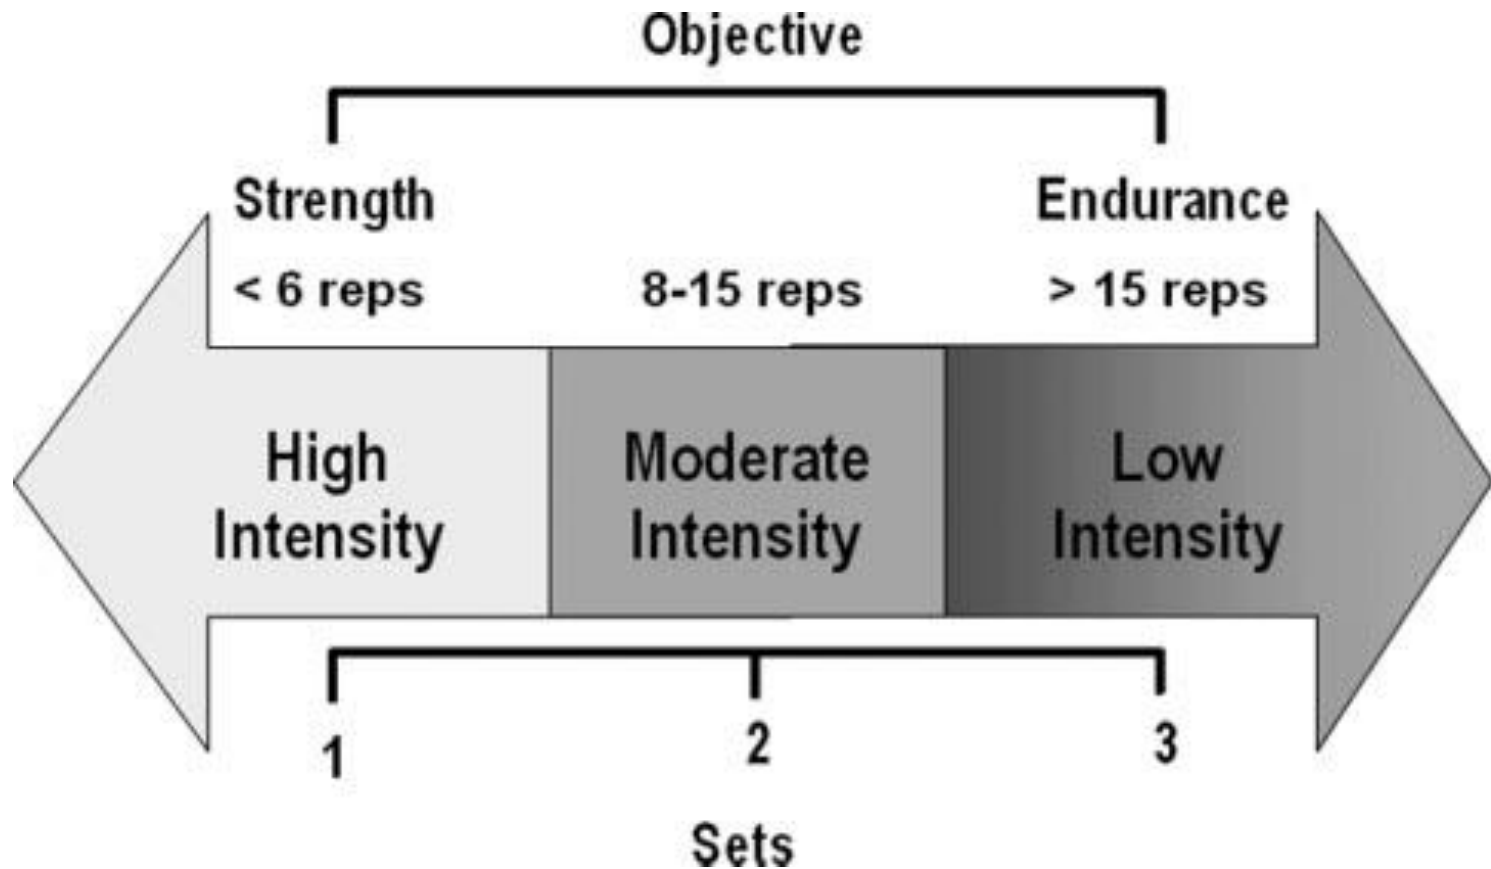 Objective
Strength Endurance
< 6 reps 8-15 reps > 15 reps
High Moderate Low
Intensity Intensity Intensity
1 2 3
Sets